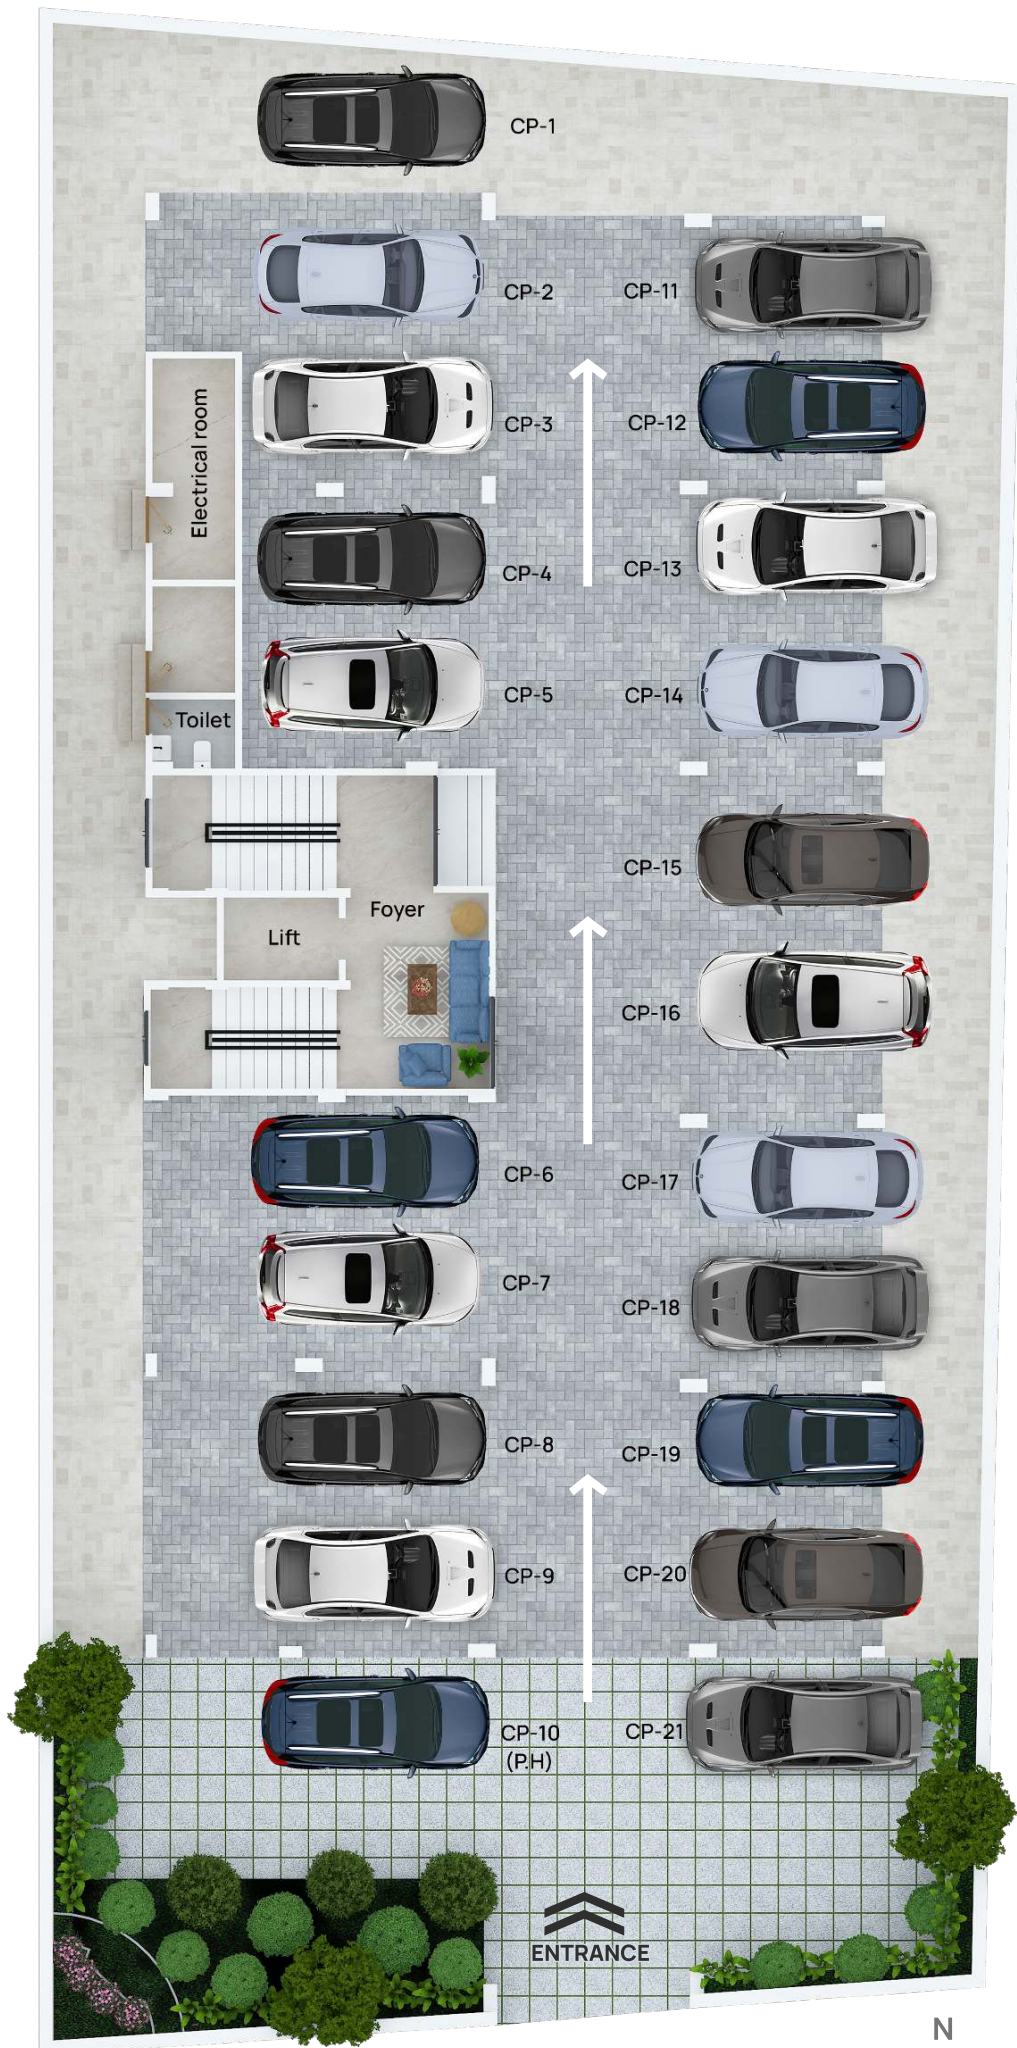 CP-1
CP-2
CP-11
CP-3
CP-12
Electrical room
CP-4
CP-13
CP-5
CP-14
Toilet
CP-15
Foyer
Lift
CP-16
CP-6
CP-17
CP-7
CP-18
CP-8
CP-19
CP-9
CP-20
CP-10
(P.H)
CP-21
ENTRANCE
N